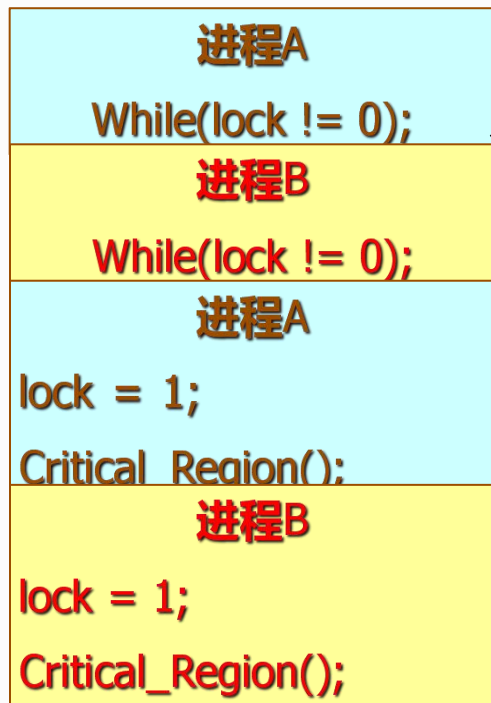 进程A
While(lock != 0);
进程B
While(lock != 0);
进程A
lock = 1;
Critical_Region();
进程B
lock = 1;
Critical_Region();